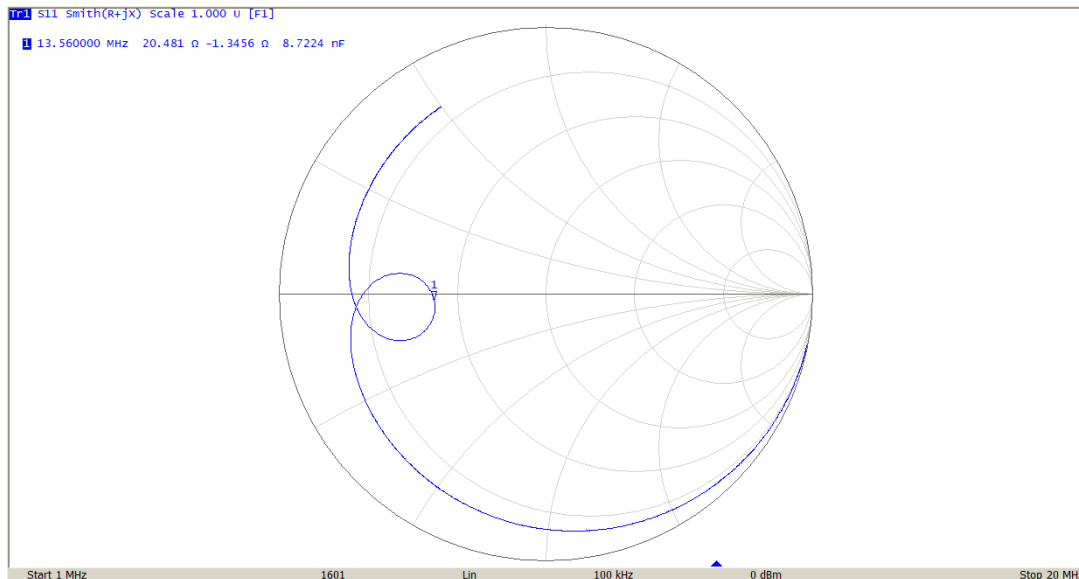 Tr1 S11 Smith(R+jX) Scale 1.000 U [F1]
1 13.560000 MHz 20.481 Ω -1.3456 Ω 8.7224 nF
1
Start 1 MHz 1601 Lin 100 kHz 0 dBm Stop 20 MH